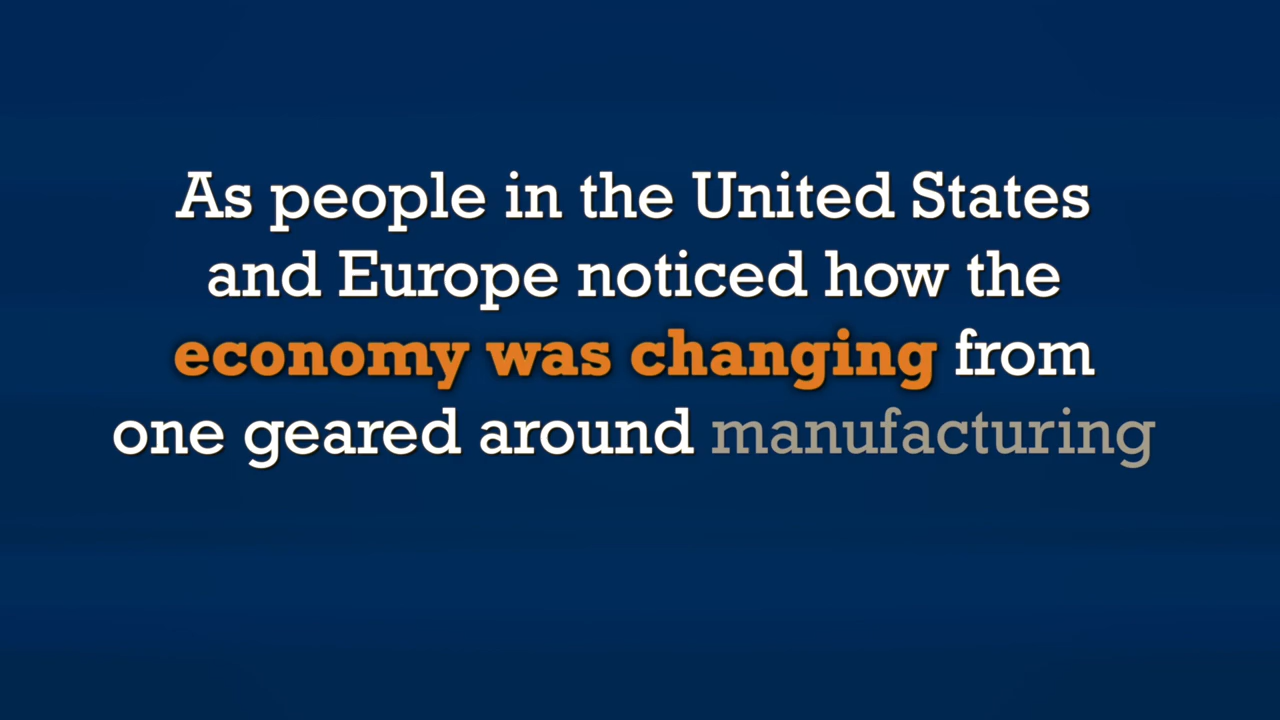 As people in the United States
and Europe noticed how the
economy was changing from
one geared around manufacturing